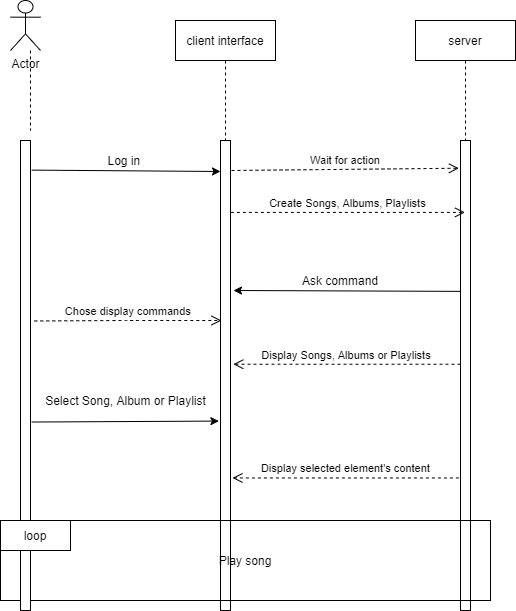 client interface
server
Actor
Log in
Wait for action
Create Songs, Albums, Playlists
Ask command
Chose display commands
Display Songs, Albums or Playlists
Select Song, Album or Playlist
Display selected element's content
loop
Play song